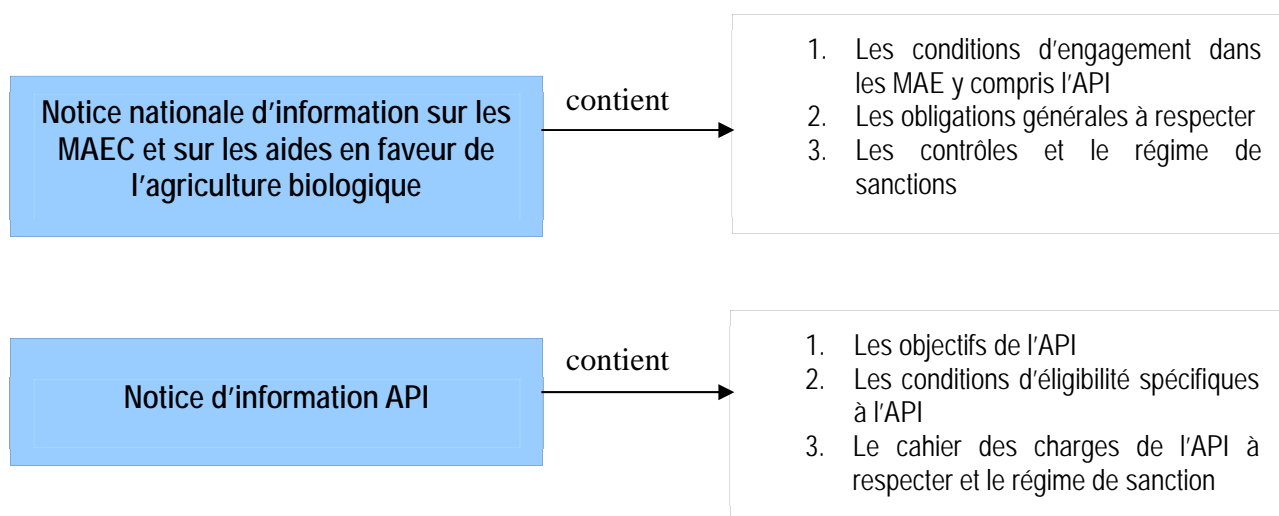 Notice nationale d'information sur les
MAEC et sur les aides en faveur de
l'agriculture biologique
contient
1. Les conditions d'engagement dans
les MAE y compris l'API
2. Les obligations générales à respecter
3. Les contrôles et le régime de
sanctions
Notice d'information API
contient
1. Les objectifs de l'API
2. Les conditions d'éligibilité spécifiques
à l'API
3. Le cahier des charges de l'API à
respecter et le régime de sanction